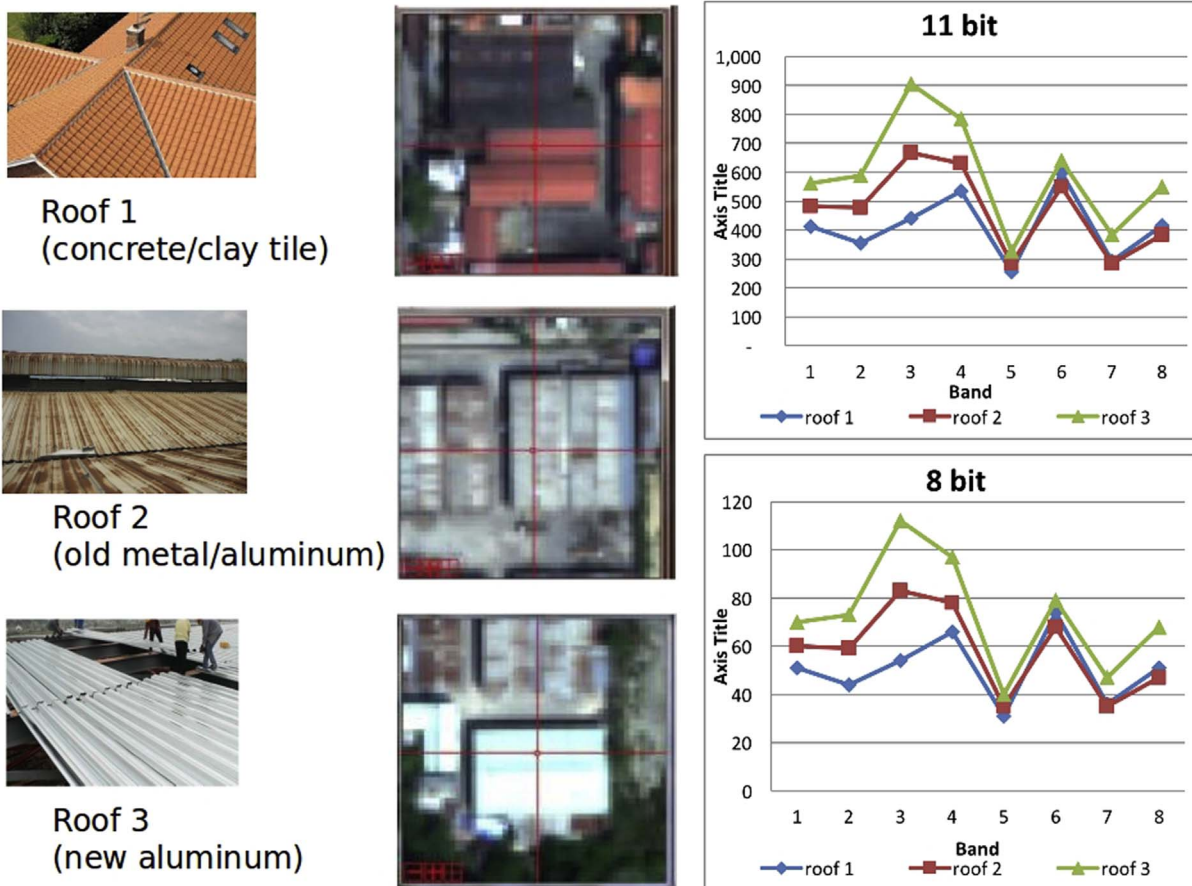 Roof 1
(concrete/clay tile)
Roof 2
(old metal/aluminum)
Roof 3
(new aluminum)
11 bit
Axis Title
1,000
900
800
700
600
500
400
300
200
100
-
1 2 3 4 5 6 7 8
Band
roof 1 roof 2 roof 3
8 bit
Axis Title
120
100
80
60
40
20
0
1 2 3 4 5 6 7 8
Band
roof 1 roof 2 roof 3